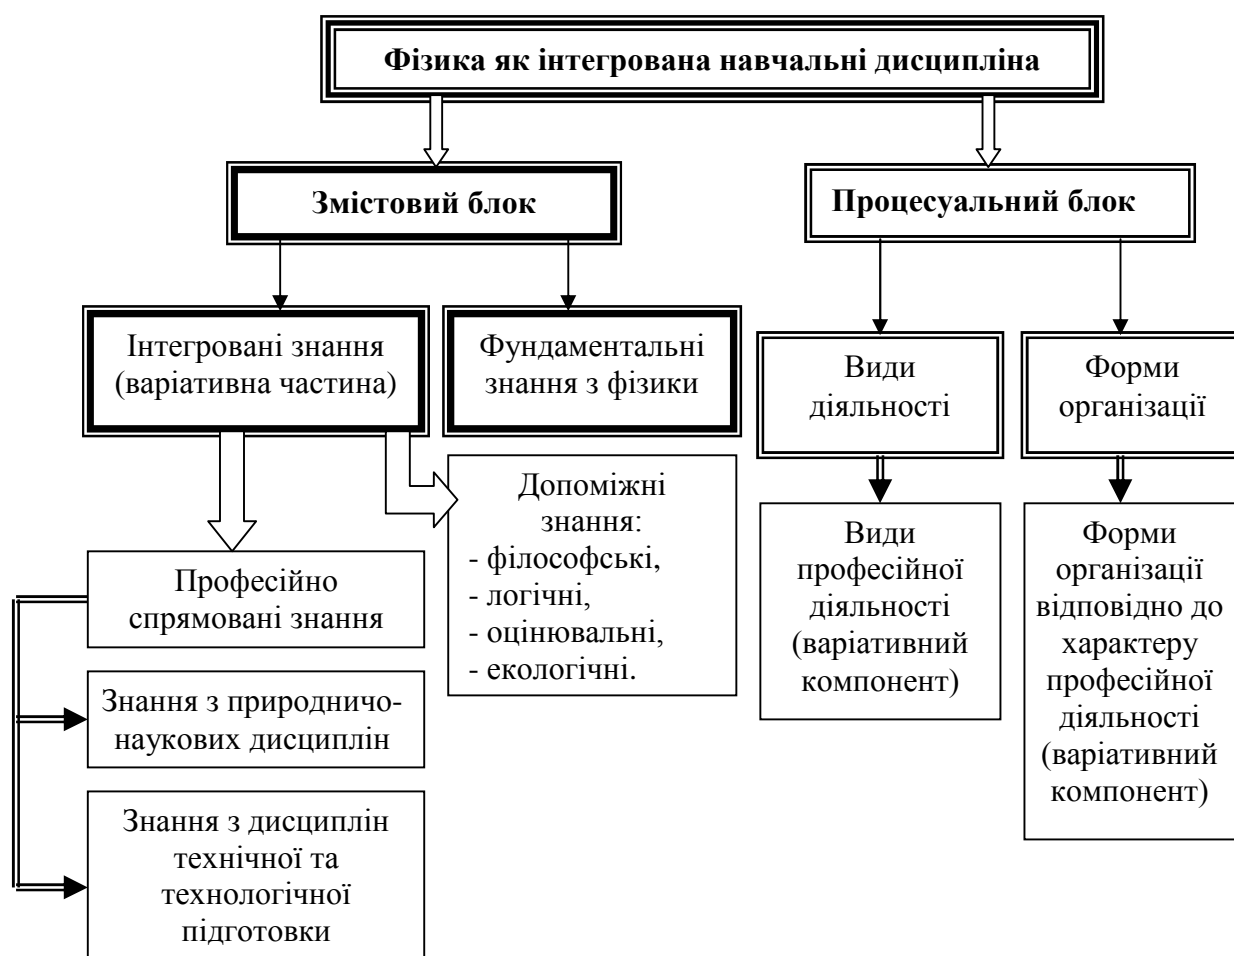 Фізика як інтегрована навчальні дисципліна
Змістовий блок
Процесуальний блок
Інтегровані знання
(варіативна частина)
Фундаментальні
знання з фізики
Види
діяльності
Форми
організації
Допоміжні
знання:
- філософські,
- логічні,
- оцінювальні,
- екологічні.
Види
професійної
діяльності
(варіативний
компонент)
Форми
організації
відповідно до
характеру
професійної
діяльності
(варіативний
компонент)
Професійно
спрямовані знання
Знання з природничо-
наукових дисциплін
Знання з дисциплін
технічної та
технологічної
підготовки